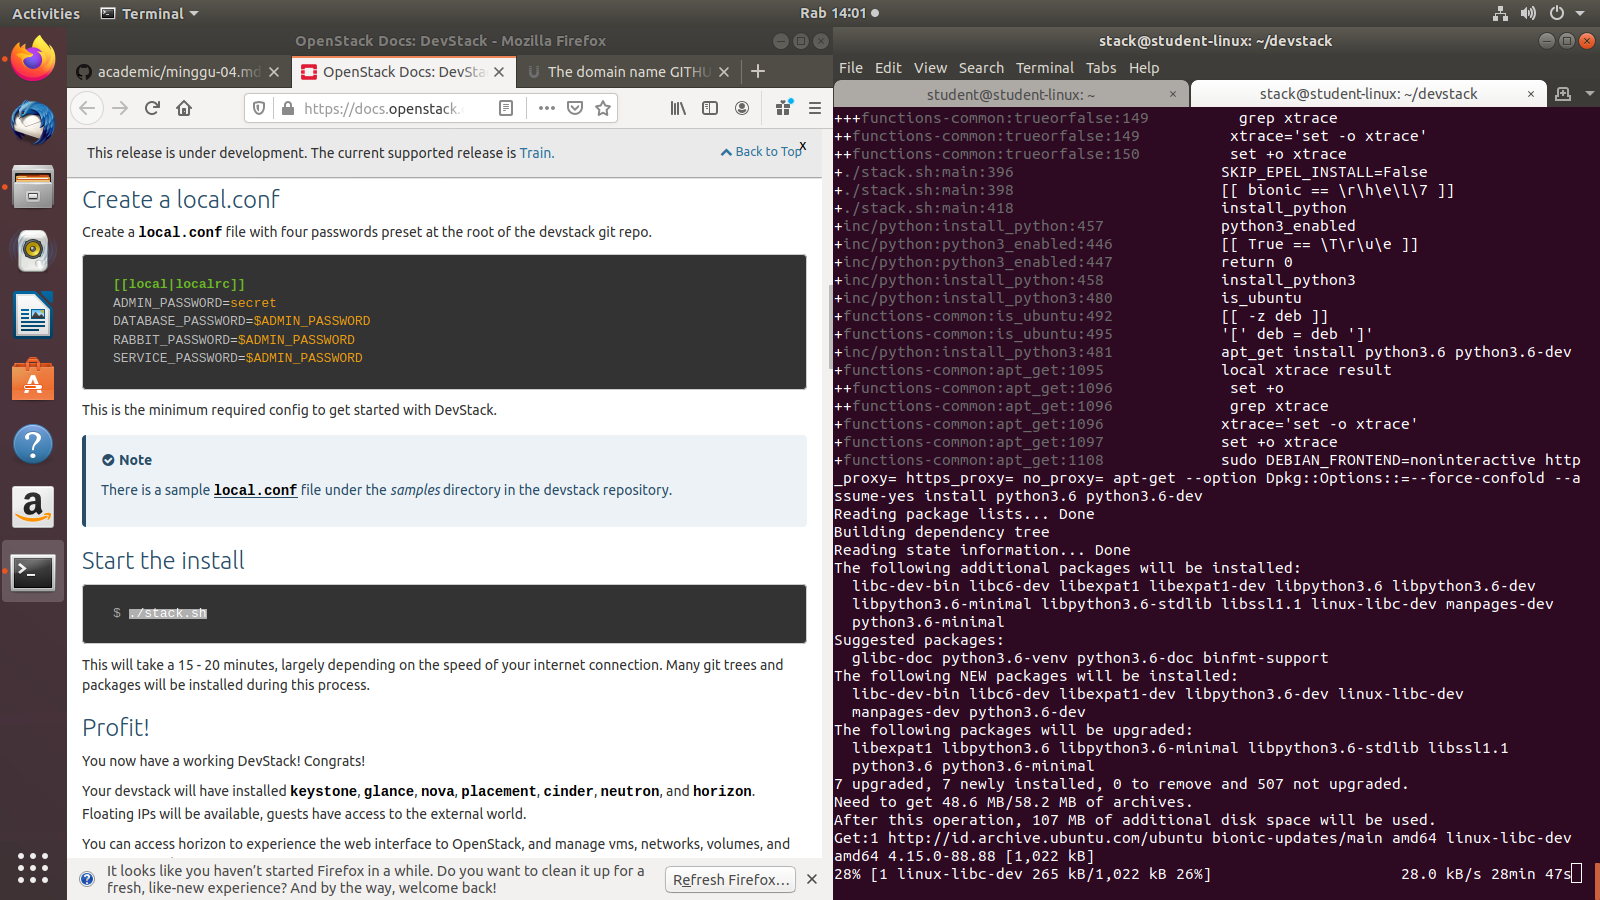 Activities
Terminal
Rab 14:01
OpenStack Docs: DevStack - Mozilla Firefox
academic/minggu-04.md
OpenStack Docs: DevSta
The domain name GITHU
https://docs.openstack.
This release is under development. The current supported release is Train.
Back to Top
x
Create a local.conf
Create a local.conf file with four passwords preset at the root of the devstack git repo.
[[local|localrc]]
ADMIN_PASSWORD=secret
DATABASE_PASSWORD=$ADMIN_PASSWORD
RABBIT_PASSWORD=$ADMIN_PASSWORD
SERVICE_PASSWORD=$ADMIN_PASSWORD
This is the minimum required config to get started with DevStack.
Note
There is a sample local.conf file under the samples directory in the devstack repository.
Start the install
$ ./stack.sh
This will take a 15 - 20 minutes, largely depending on the speed of your internet connection. Many git trees and
packages will be installed during this process.
Profit!
You now have a working DevStack! Congrats!
Your devstack will have installed keystone, glance, nova, placement, cinder, neutron, and horizon.
Floating IPs will be available, guests have access to the external world.
You can access horizon to experience the web interface to OpenStack, and manage vms, networks, volumes, and
It looks like you haven't started Firefox in a while. Do you want to clean it up for a
fresh, like-new experience? And by the way, welcome back!
Refresh Firefox...
stack@student-linux: ~/devstack
File Edit View Search Terminal Tabs Help
student@student-linux: ~
stack@student-linux: ~/devstack
+++functions-common:trueorfalse:149 grep xtrace
++functions-common:trueorfalse:149 xtrace='set -o xtrace'
++functions-common:trueorfalse:150 set +o xtrace
+./stack.sh:main:396 SKIP_EPEL_INSTALL=False
+./stack.sh:main:398 [[ bionic == \r\h\e\l\7 ]]
+./stack.sh:main:418 install_python
+inc/python:install_python:457 python3_enabled
+inc/python:python3_enabled:446 [[ True == \T\r\u\e ]]
+inc/python:python3_enabled:447 return 0
+inc/python:install_python:458 install_python3
+inc/python:install_python3:480 is_ubuntu
+functions-common:is_ubuntu:492 [[ -z deb ]]
+functions-common:is_ubuntu:495 '[' deb = deb ']'
+inc/python:install_python3:481 apt_get install python3.6 python3.6-dev
+functions-common:apt_get:1095 local xtrace result
++functions-common:apt_get:1096 set +o
++functions-common:apt_get:1096 grep xtrace
+functions-common:apt_get:1096 xtrace='set -o xtrace'
+functions-common:apt_get:1097 set +o xtrace
+functions-common:apt_get:1108 sudo DEBIAN_FRONTEND=noninteractive http
_proxy= https_proxy= no_proxy= apt-get --option Dpkg::Options::=--force-confold --a
ssume-yes install python3.6 python3.6-dev
Reading package lists... Done
Building dependency tree
Reading state information... Done
The following additional packages will be installed:
libc-dev-bin libc6-dev libexpat1 libexpat1-dev libpython3.6 libpython3.6-dev
libpython3.6-minimal libpython3.6-stdlib libssl1.1 linux-libc-dev manpages-dev
python3.6-minimal
Suggested packages:
glibc-doc python3.6-venv python3.6-doc binfmt-support
The following NEW packages will be installed:
libc-dev-bin libc6-dev libexpat1-dev libpython3.6-dev linux-libc-dev
manpages-dev python3.6-dev
The following packages will be upgraded:
libexpat1 libpython3.6 libpython3.6-minimal libpython3.6-stdlib libssl1.1
python3.6 python3.6-minimal
7 upgraded, 7 newly installed, 0 to remove and 507 not upgraded.
Need to get 48.6 MB/58.2 MB of archives.
After this operation, 107 MB of additional disk space will be used.
Get:1 http://id.archive.ubuntu.com/ubuntu bionic-updates/main amd64 linux-libc-dev
amd64 4.15.0-88.88 [1,022 kB]
28% [1 linux-libc-dev 265 kB/1,022 kB 26%] 28.0 kB/s 28min 47s